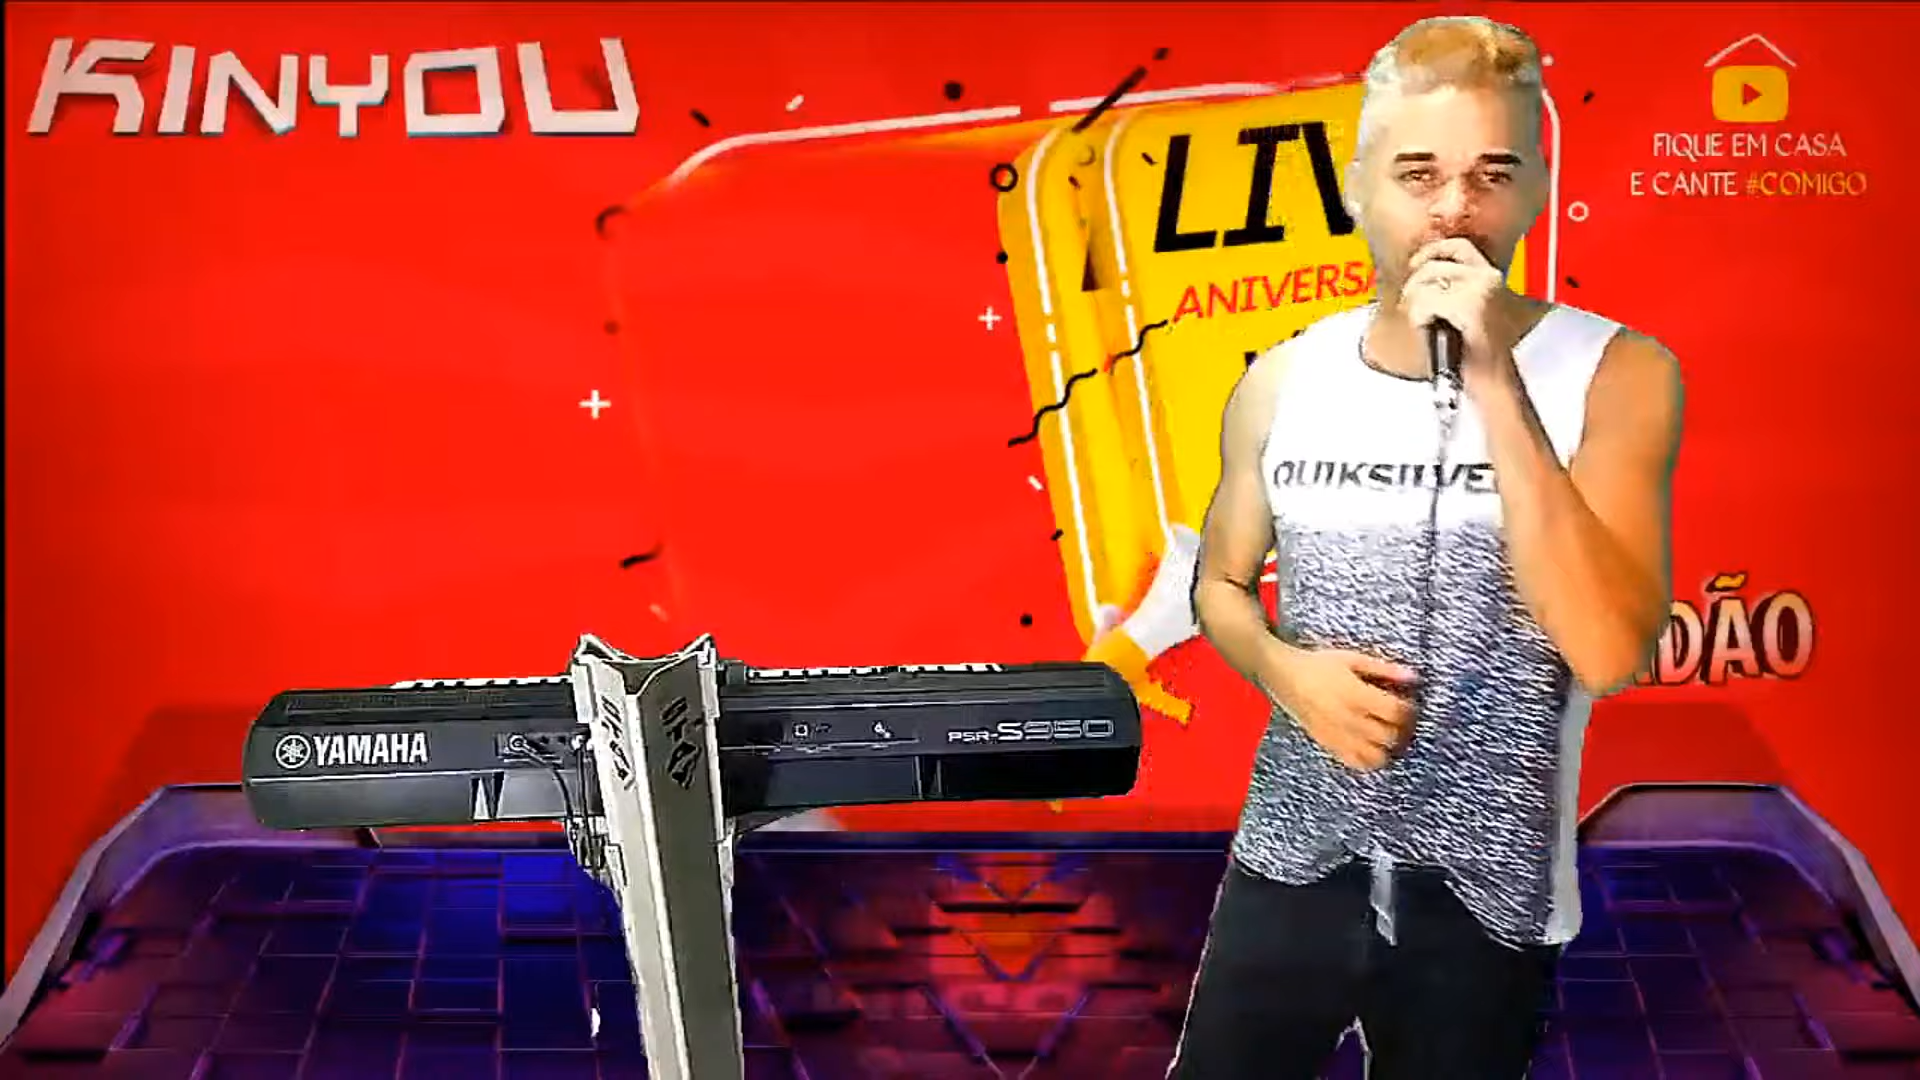 KINYOU
FIQUE EM CASA
E CANTE #COMIGO
LIV
ANIVERSA
QUIKSILVE
DÃO
YAMAHA
PSR-S950